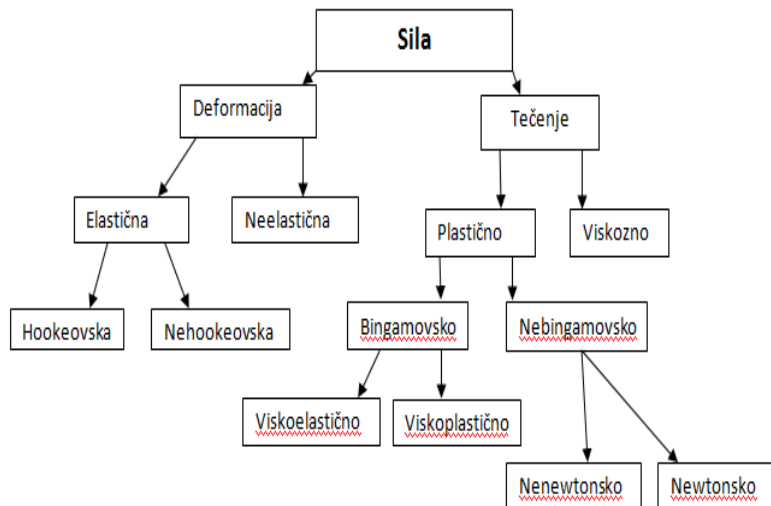 Sila
Deformacija
Tečenje
Elastična
Neelastična
Plastično
Viskozno
Hookeovska
Nehookeovska
Bingamovsko
Nebingamovsko
Viskoelastično
Viskoplastično
Nenewtonsko
Newtonsko